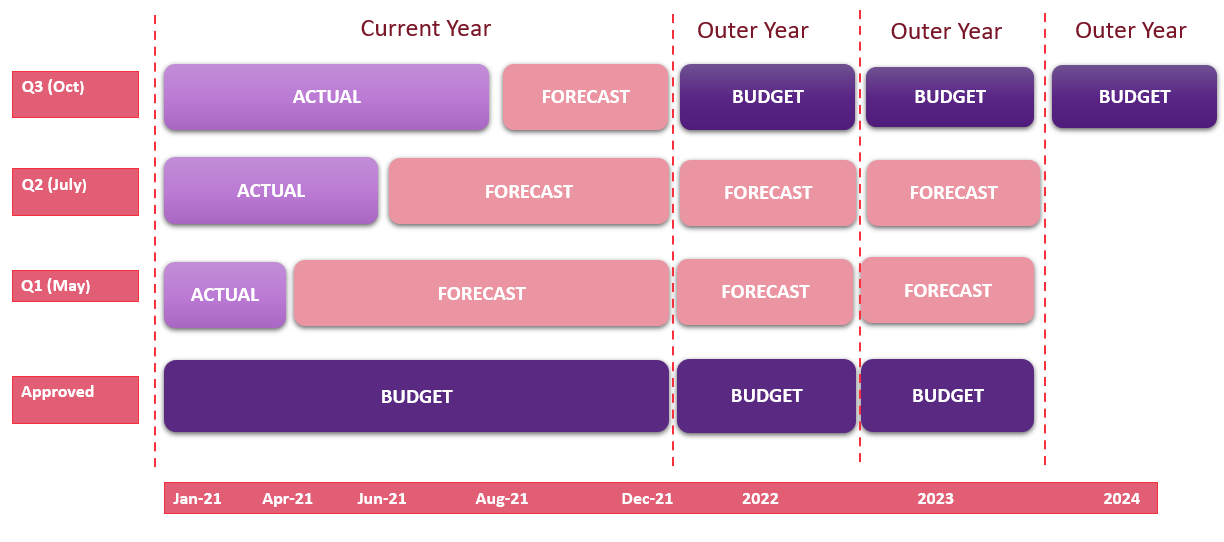 Current Year
Outer Year
Outer Year
Outer Year
Q3 (Oct)
ACTUAL
FORECAST
BUDGET
BUDGET
BUDGET
Q2 (July)
ACTUAL
FORECAST
FORECAST
FORECAST
Q1 (May)
ACTUAL
FORECAST
FORECAST
FORECAST
Approved
BUDGET
BUDGET
BUDGET
Jan-21 Apr-21 Jun-21 Aug-21 Dec-21 2022 2023 2024